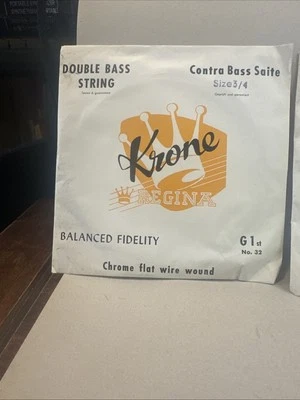 DOUBLE BASS
STRING
Contra Bass Saite
Size 3/4
Krone
REGINA
BALANCED FIDELITY
G 1st
No. 32
Chrome flat wire wound